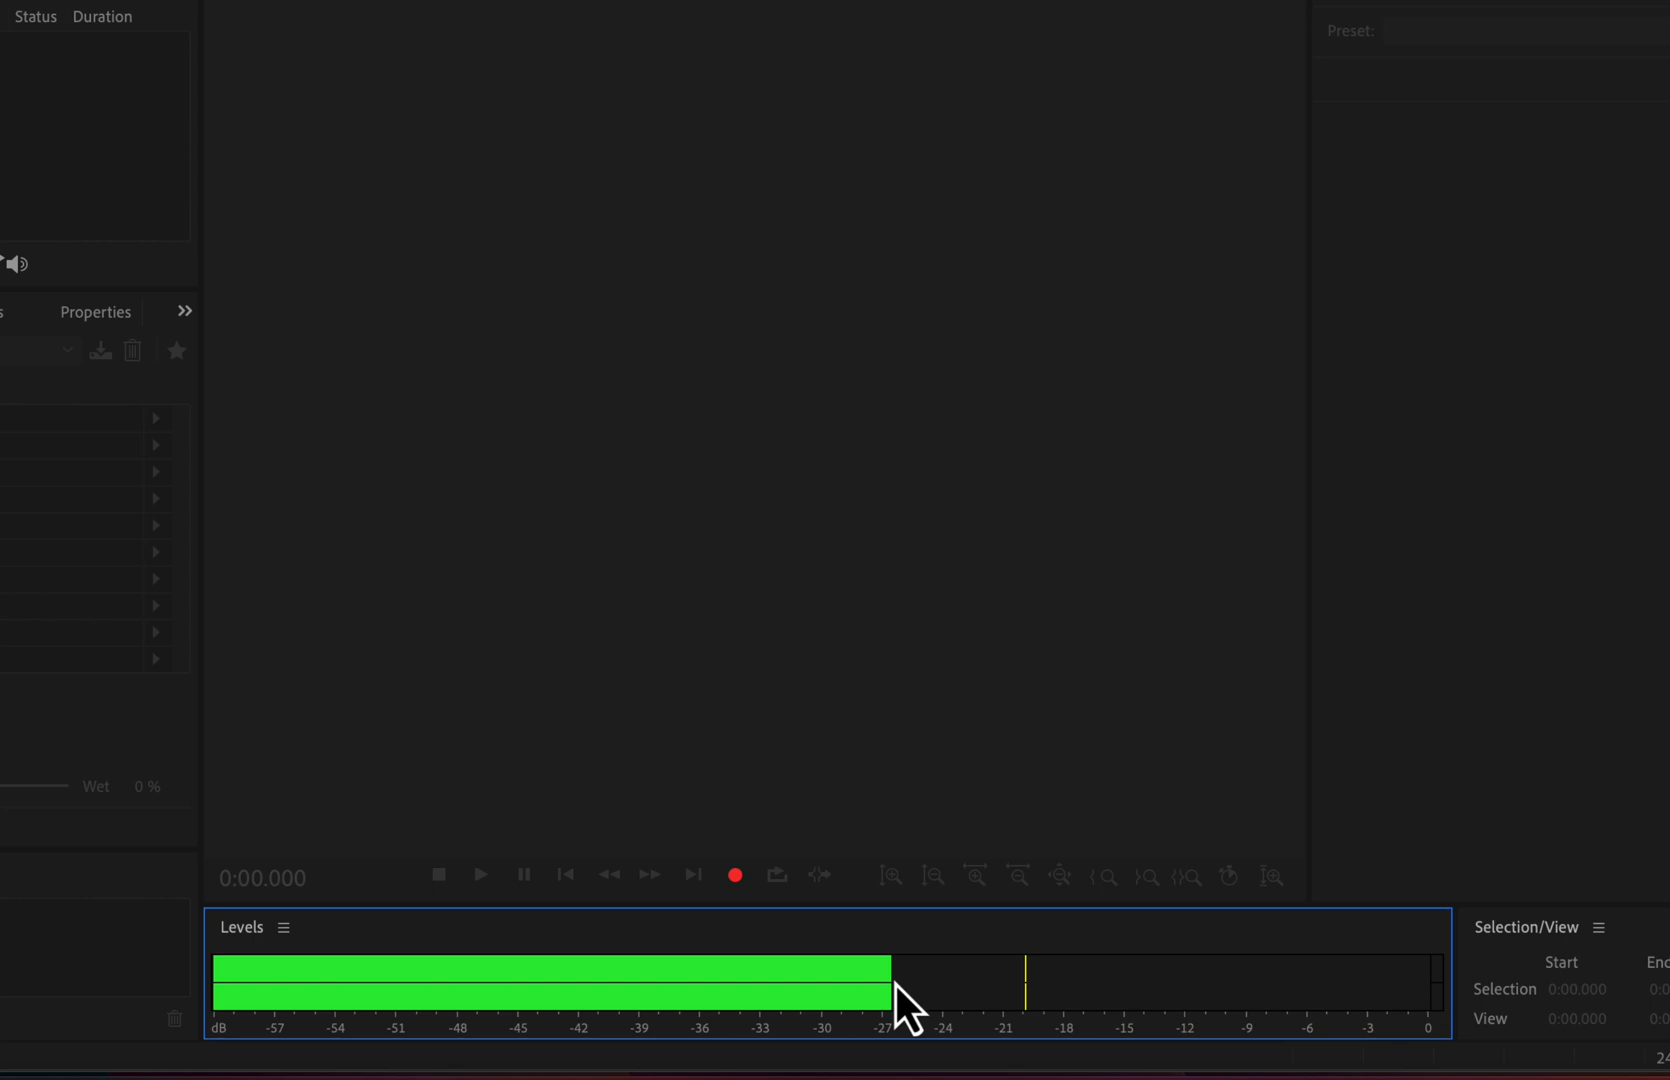 Status Duration
Preset:
s Properties
Wet 0 %
0:00.000
Levels
Selection/View
Start
Selection 0:00.000
View 0:00.000
dB -57 -54 -51 -48 -45 -42 -39 -36 -33 -30 -27 -24 -21 -18 -15 -12 -9 -6 -3 0
24